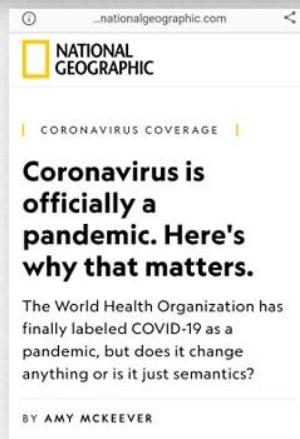 ...nationalgeographic.com
NATIONAL
GEOGRAPHIC
CORONAVIRUS COVERAGE
Coronavirus is
officially a
pandemic. Here's
why that matters.
The World Health Organization has
finally labeled COVID-19 as a
pandemic, but does it change
anything or is it just semantics?
BY AMY MCKEEVER